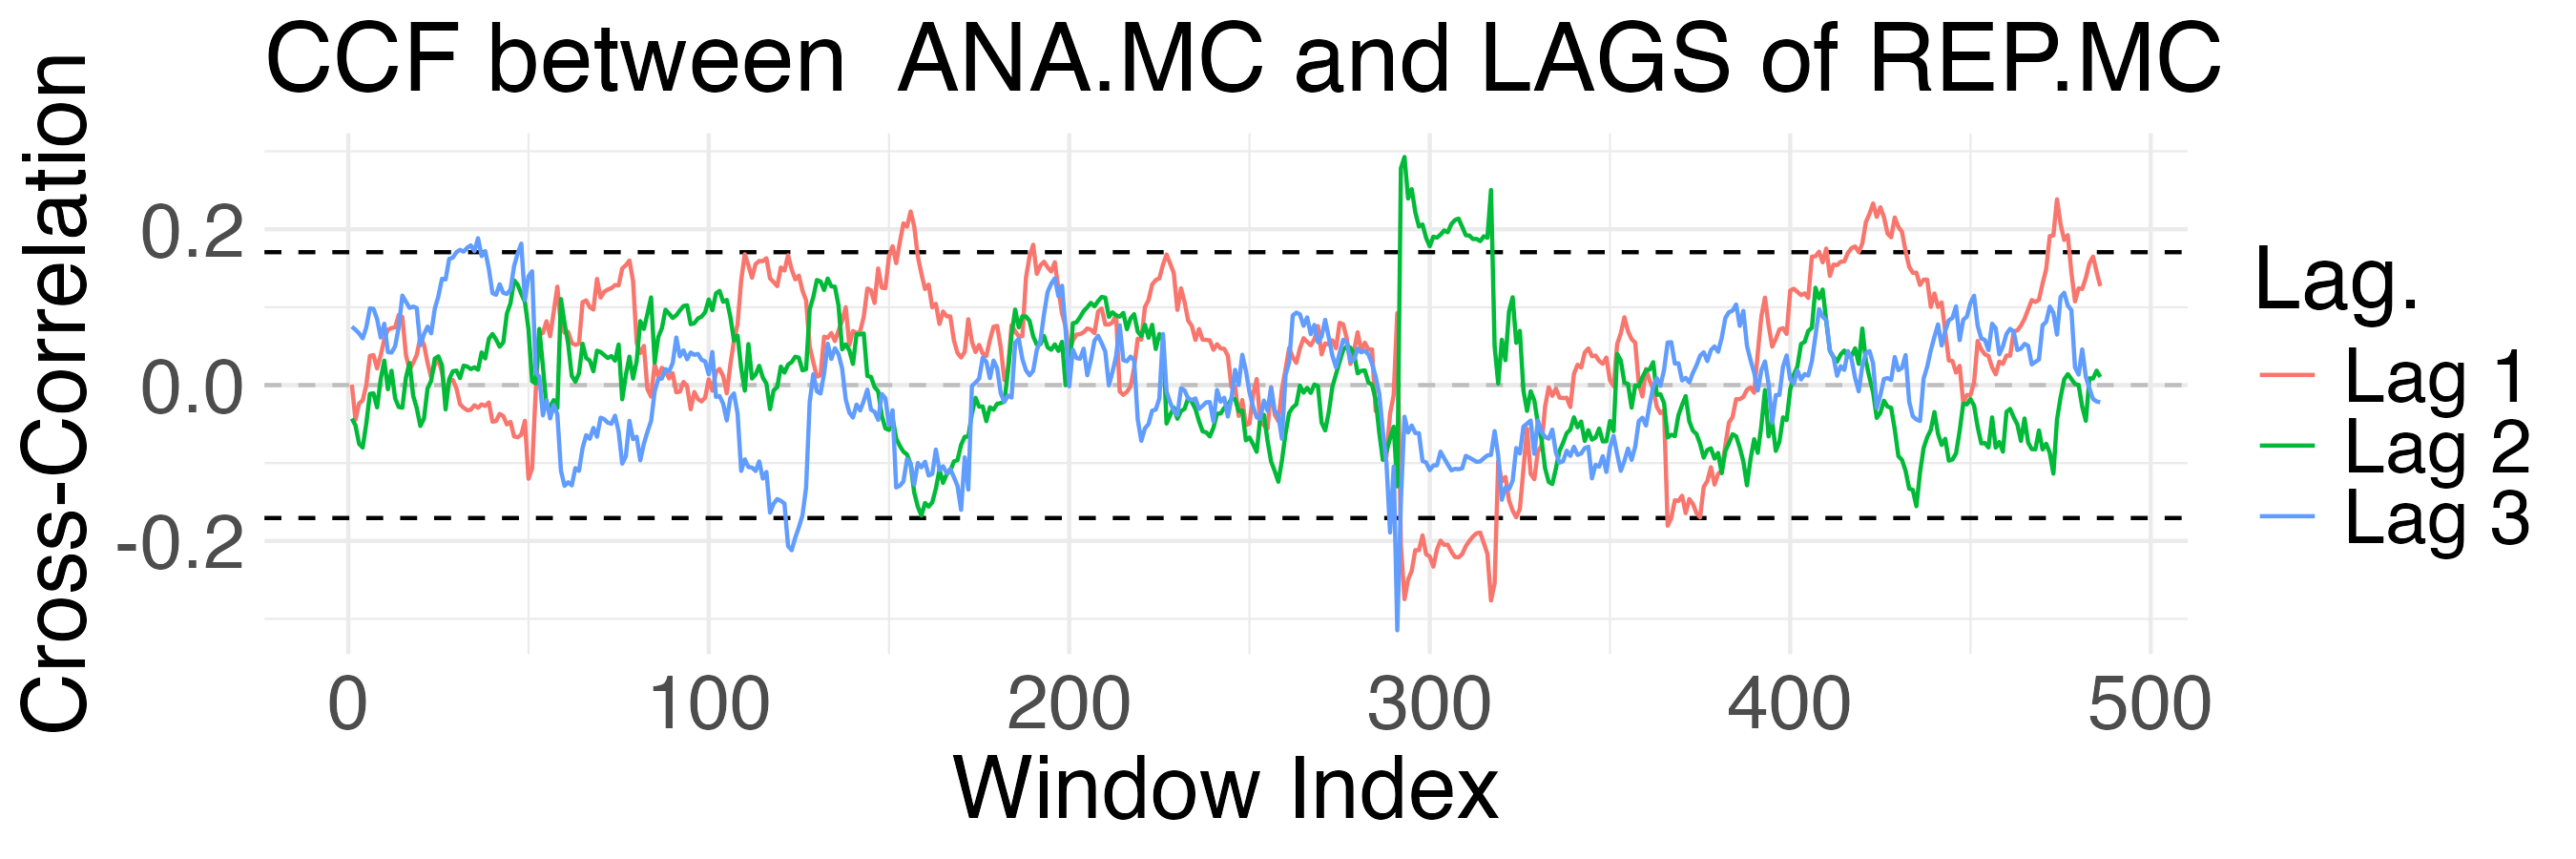 CCF between  ANA.MC and LAGS of REP.MC
Cross-Correlation
0.2
0.0
-0.2
0
100
200
300
400
500
Window Index
Lag.
Lag 1
Lag 2
Lag 3